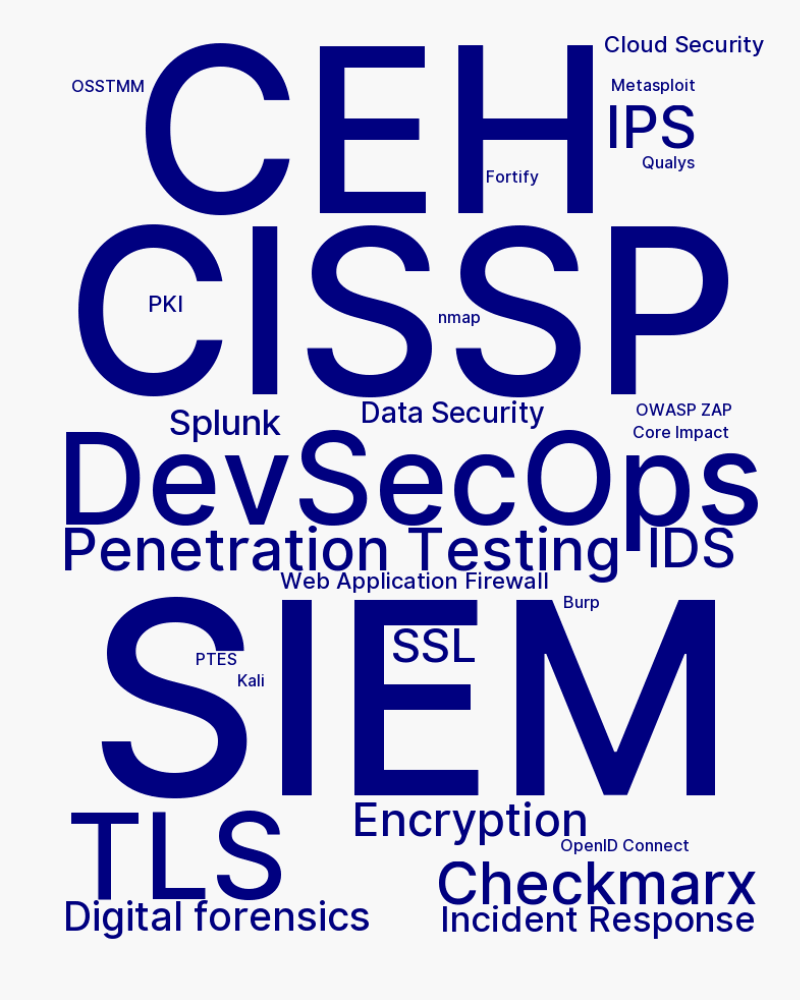 Cloud Security
OSSTMM
CEH
Metasploit
IPS
Qualys
Fortify
CISSP
PKI
nmap
Data Security
OWASP ZAP
Splunk
Core Impact
DevSecOps
Penetration Testing
IDS
Web Application Firewall
Burp
SIEM
SSL
PTES
Kali
Encryption
TLS
OpenID Connect
Checkmarx
Digital forensics
Incident Response